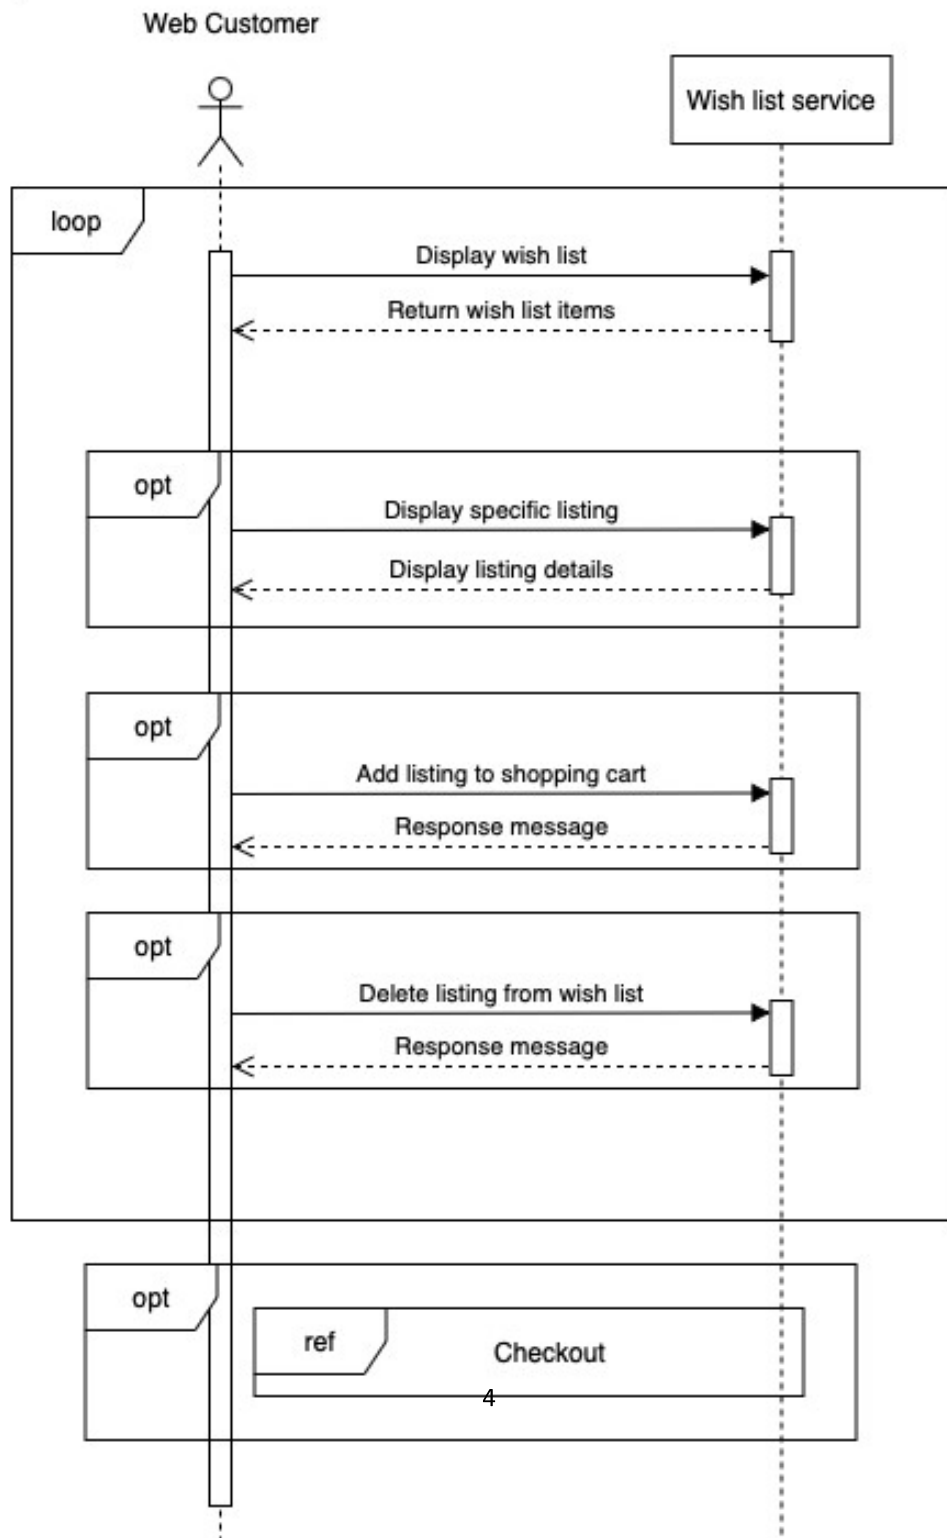 Web Customer
Wish list service
loop
Display wish list
Return wish list items
opt
Display specific listing
Display listing details
opt
Add listing to shopping cart
Response message
opt
Delete listing from wish list
Response message
opt
ref
Checkout
4